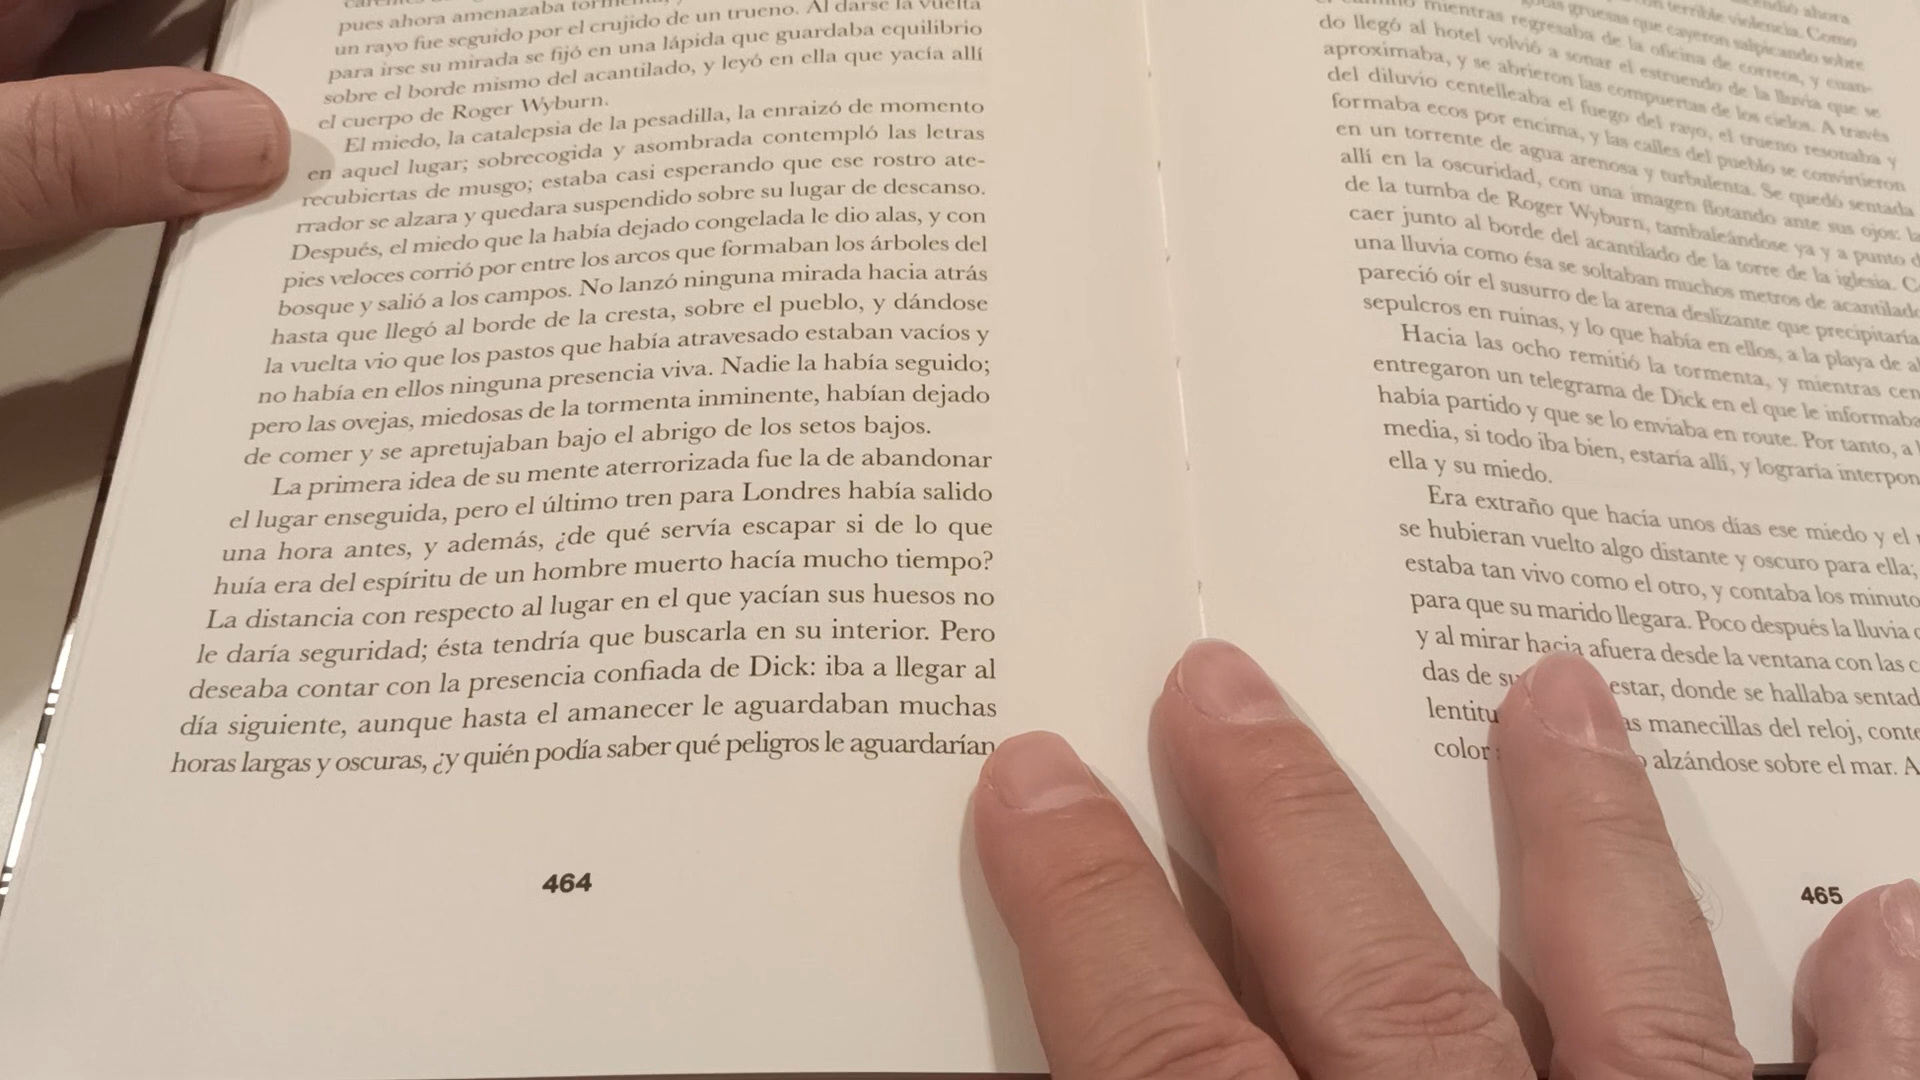 pues ahora amenazaba
un rayo fue seguido por el crujido de un trueno. Al darse la vuelta
para irse su mirada se fijó en una lápida que guardaba equilibrio
sobre el borde mismo del acantilado, y leyó en ella que yacía allí
el cuerpo de Roger Wyburn.
El miedo, la catalepsia de la pesadilla, la enraizó de momento
en aquel lugar; sobrecogida y asombrada contempló las letras
recubiertas de musgo; estaba casi esperando que ese rostro ate-
rrador se alzara y quedara suspendido sobre su lugar de descanso.
Después, el miedo que la había dejado congelada le dio alas, y con
pies veloces corrió por entre los arcos que formaban los árboles del
bosque y salió a los campos. No lanzó ninguna mirada hacia atrás
hasta que llegó al borde de la cresta, sobre el pueblo, y dándose
la vuelta vio que los pastos que había atravesado estaban vacíos y
no había en ellos ninguna presencia viva. Nadie la había seguido;
pero las ovejas, miedosas de la tormenta inminente, habían dejado
de comer y se apretujaban bajo el abrigo de los setos bajos.
La primera idea de su mente aterrorizada fue la de abandonar
el lugar enseguida, pero el último tren para Londres había salido
una hora antes, y además, ¿de qué servía escapar si de lo que
huía era del espíritu de un hombre muerto hacía mucho tiempo?
La distancia con respecto al lugar en el que yacían sus huesos no
le daría seguridad; ésta tendría que buscarla en su interior. Pero
deseaba contar con la presencia confiada de Dick: iba a llegar al
día siguiente, aunque hasta el amanecer le aguardaban muchas
horas largas y oscuras, ¿y quién podía saber qué peligros le aguardarían
464
ahora
gruesas que cayeron salpicando sobre terrible violencia. Como
mientras regresaba de la oficina de correos, y cuan-
do llegó al hotel volvió a sonar el estruendo de la lluvia que se
aproximaba, y se abrieron las compuertas de los cielos. A través
del diluvio centelleaba el fuego del rayo, el trueno resonaba y
formaba ecos por encima, y las calles del pueblo se convirtieron
en un torrente de agua arenosa y turbulenta. Se quedó sentada
allí en la oscuridad, con una imagen flotando ante sus ojos:
de la tumba de Roger Wyburn, tambaleándose ya y a punto
caer junto al borde del acantilado de la torre de la iglesia.
una lluvia como ésa se soltaban muchos metros de
pareció oír el susurro de la arena deslizante que
sepulcros en ruinas, y lo que había en ellos, a la playa de
Hacia las ocho remitió la tormenta, y mientras
entregaron un telegrama de Dick en el que le
había partido y que se lo enviaba en route. Por tanto, a
media, si todo iba bien, estaría allí, y lograría
ella y su miedo.
Era extraño que hacía unos días ese miedo y el
se hubieran vuelto algo distante y oscuro para ella;
estaba tan vivo como el otro, y contaba los
para que su marido llegara. Poco después la lluvia
y al mirar hacia afuera desde la ventana con las
das de estar, donde se hallaba
manecillas del reloj,
color alzándose sobre el mar. A
465